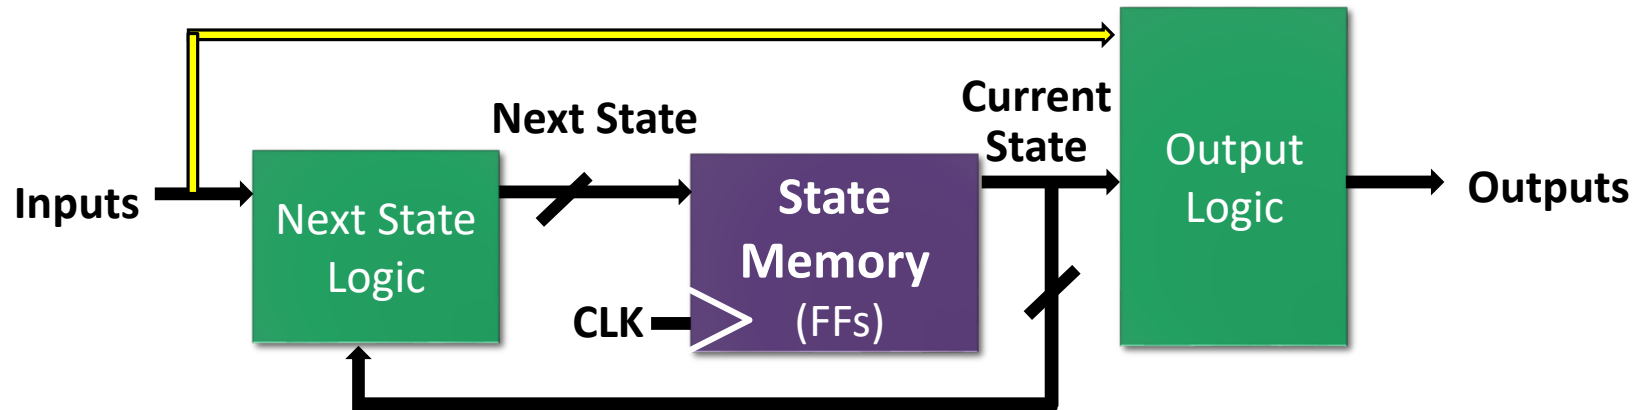 Inputs
Next State
Logic
Next State
CLK
State
Memory
(FFs)
Current
State
Output
Logic
Outputs